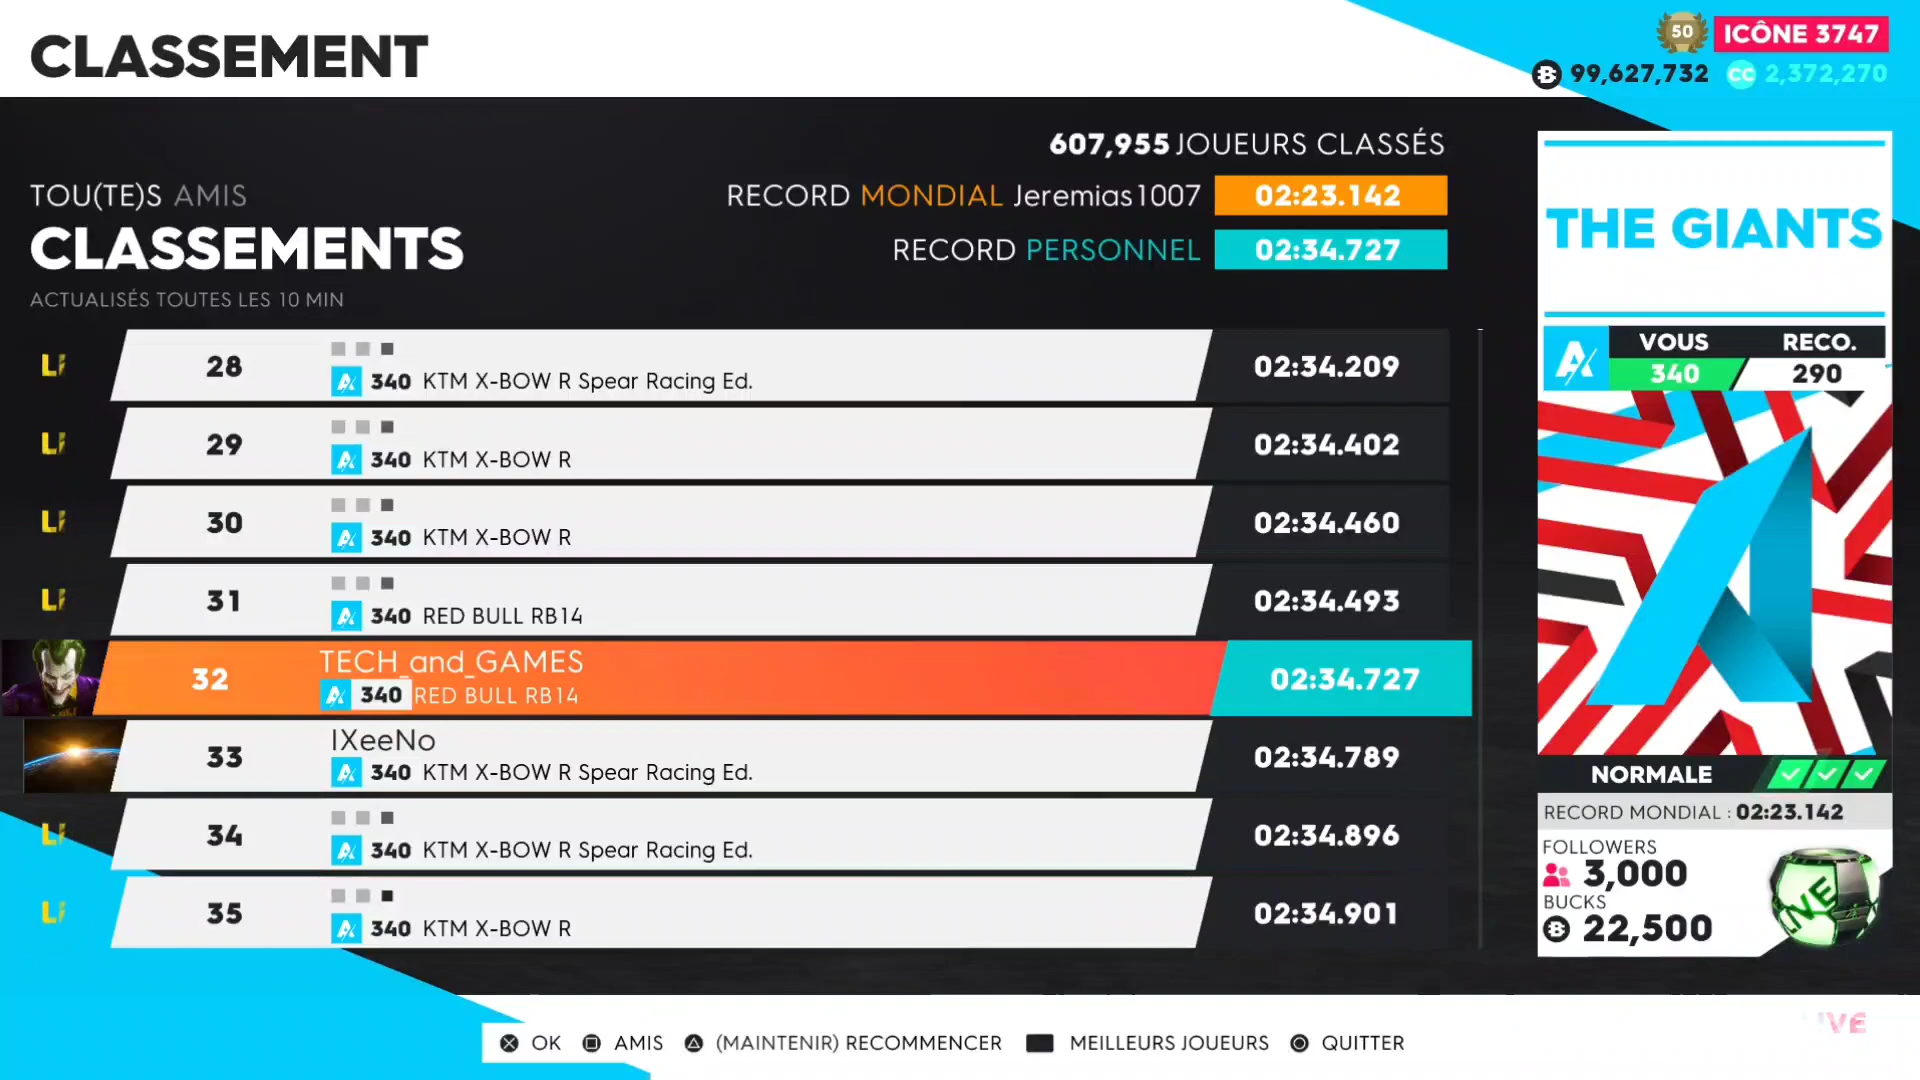 CLASSEMENT
50 ICÔNE 3747
99,627,732 CC 2,372,270
607,955 JOUEURS CLASSÉS
TOU(TE)S AMIS
RECORD MONDIAL Jeremias1007 02:23.142
CLASSEMENTS
RECORD PERSONNEL 02:34.727
ACTUALISÉS TOUTES LES 10 MIN
28 340 KTM X-BOW R Spear Racing Ed. 02:34.209
29 340 KTM X-BOW R 02:34.402
30 340 KTM X-BOW R 02:34.460
31 340 RED BULL RB14 02:34.493
32 TECH_and_GAMES 02:34.727
340 RED BULL RB14
33 IXeeNo 02:34.789
340 KTM X-BOW R Spear Racing Ed.
34 340 KTM X-BOW R Spear Racing Ed. 02:34.896
35 340 KTM X-BOW R 02:34.901
THE GIANTS
VOUS RECO.
340 290
NORMALE
RECORD MONDIAL : 02:23.142
FOLLOWERS
3,000
BUCKS
22,500
LIVE
OK AMIS (MAINTENIR) RECOMMENCER MEILLEURS JOUEURS QUITTER